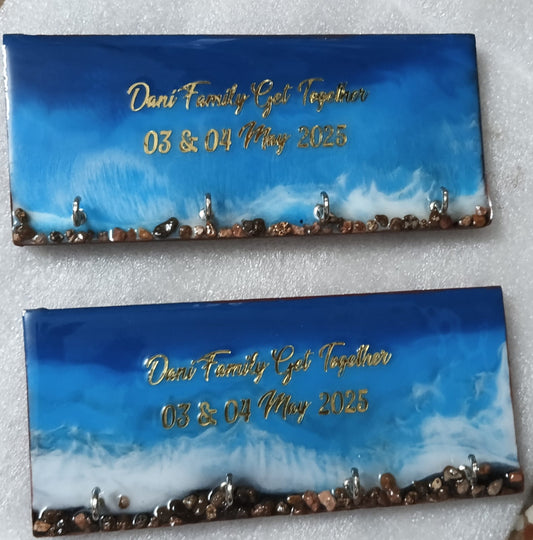 Dani Family Get Together
03 & 04 May 2025
Dani Family Get Together
03 & 04 May 2025